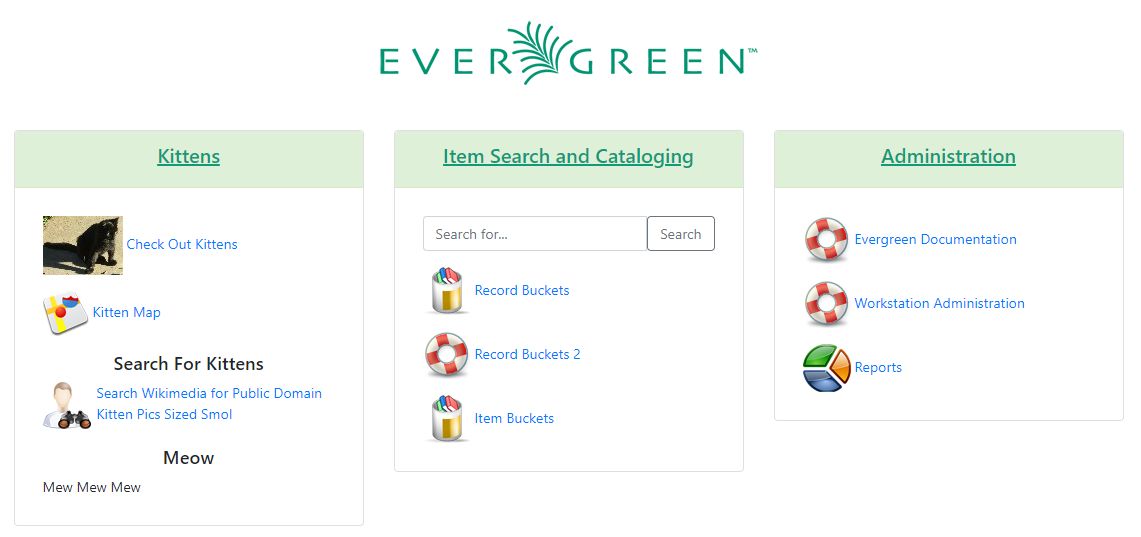 EVERGREEN™
Kittens
Check Out Kittens
Kitten Map
Search For Kittens
Search Wikimedia for Public Domain
Kitten Pics Sized Smol
Meow
Mew Mew Mew
Item Search and Cataloging
Search for...
Search
Record Buckets
Record Buckets 2
Item Buckets
Administration
Evergreen Documentation
Workstation Administration
Reports